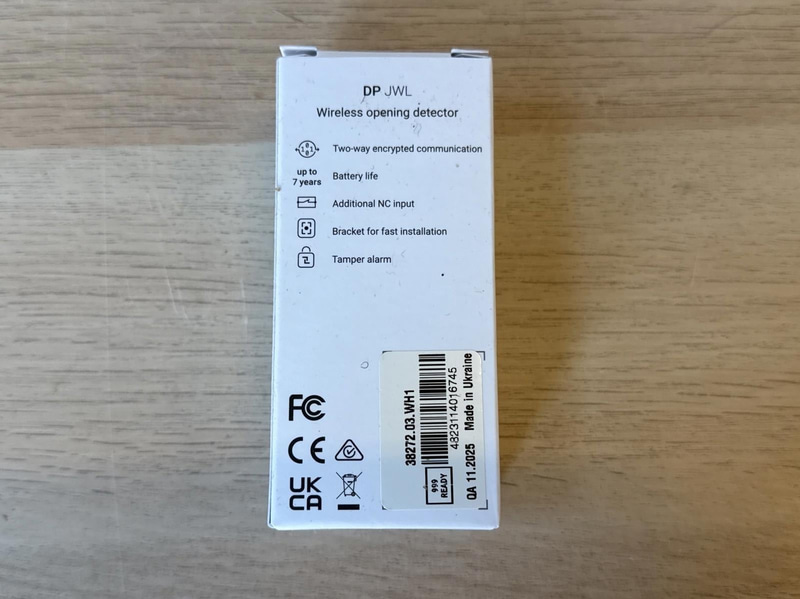 DP JWL
Wireless opening detector
Two-way encrypted communication
up to
7 years
Battery life
Additional NC input
Bracket for fast installation
Tamper alarm
FC
CE
UK
CA
38272.03.WH1
4823114016745
999
READY
QA 11.2025 Made in Ukraine